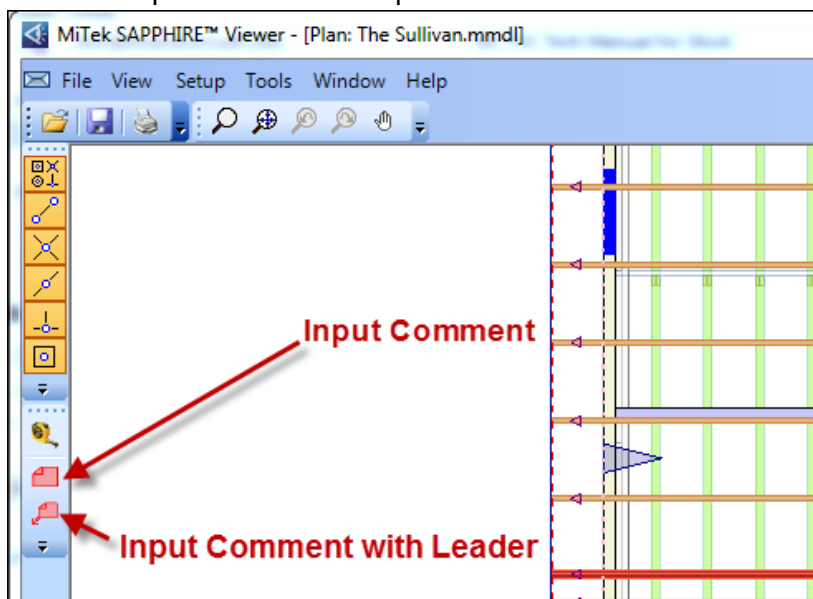 MiTek SAPPHIRE™ Viewer - [Plan: The Sullivan.mmdl]
File View Setup Tools Window Help
Input Comment
Input Comment with Leader